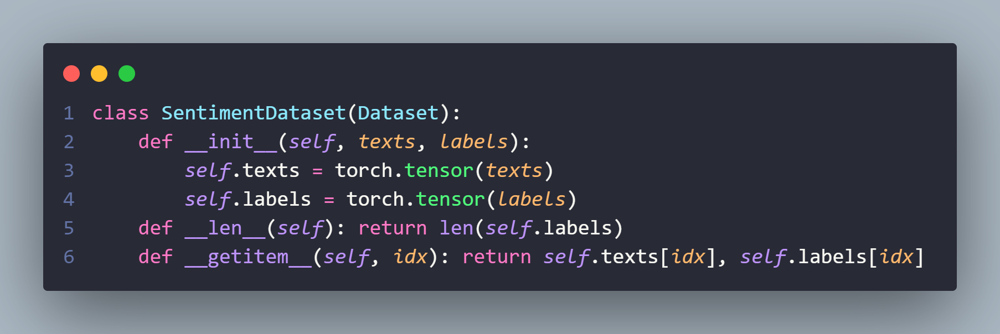 1 class SentimentDataset(Dataset):
2     def __init__(self, texts, labels):
3         self.texts = torch.tensor(texts)
4         self.labels = torch.tensor(labels)
5     def __len__(self): return len(self.labels)
6     def __getitem__(self, idx): return self.texts[idx], self.labels[idx]